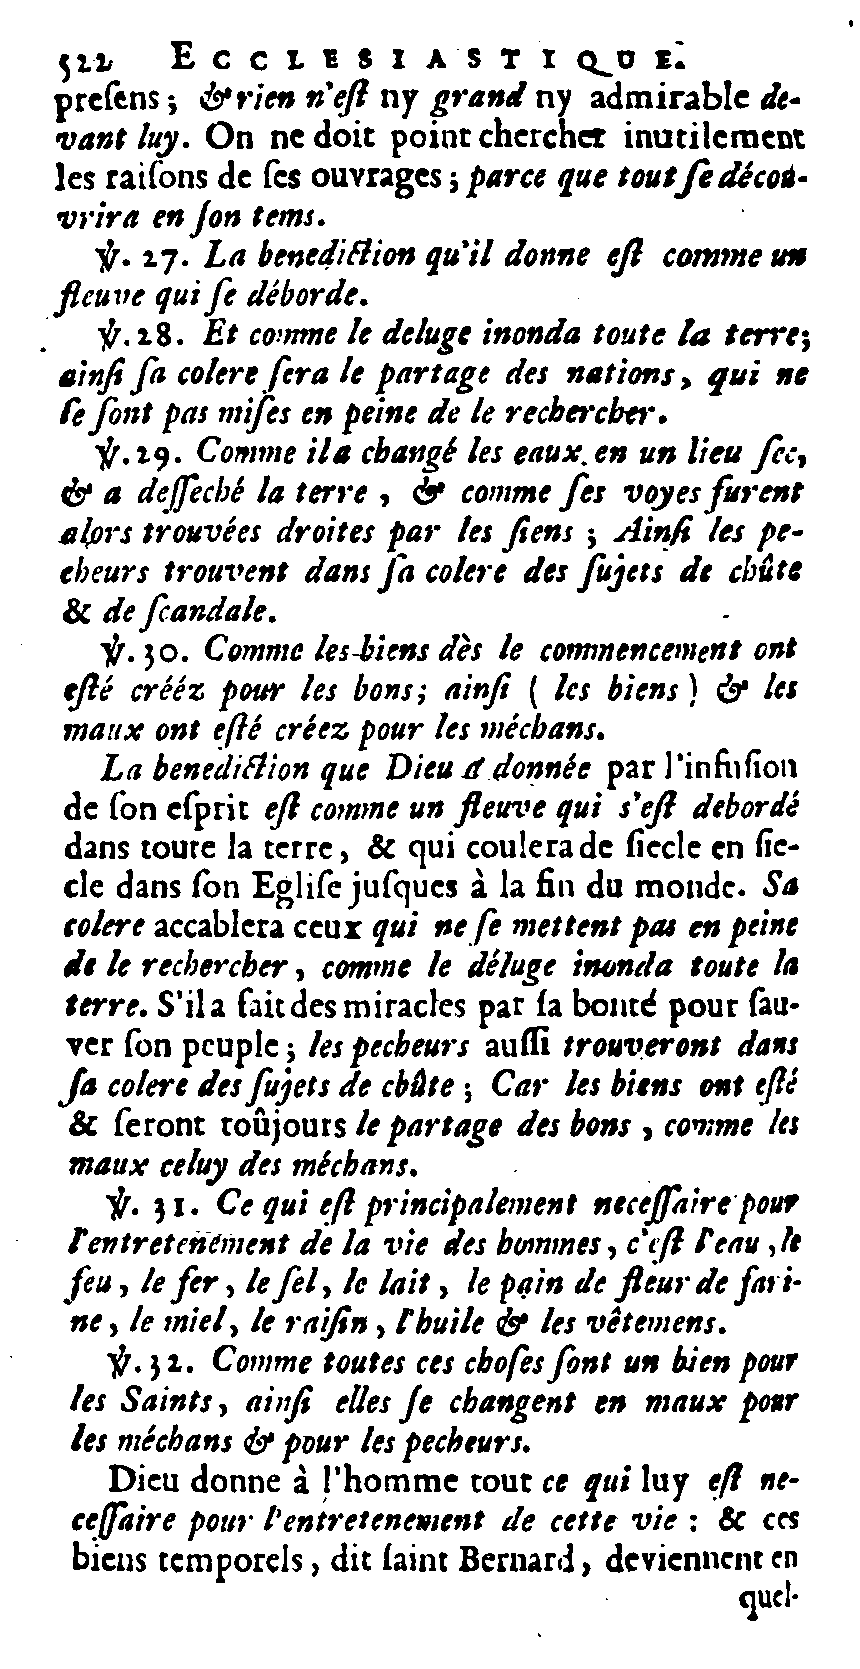 522 ECCLESIASTIQUE.
preſens; & rien n'eſt ny grand ny admirable de-
vant luy. On ne doit point chercher inutilement
les raiſons de ſes ouvrages; parce que tout ſe décou-
vrira en ſon tems.
℣. 27. La benediction qu'il donne eſt comme un
fleuve qui ſe déborde.
℣. 28. Et comme le deluge inonda toute la terre;
ainſi ſa colere ſera le partage des nations, qui ne
ſe ſont pas miſes en peine de le rechercher.
℣. 29. Comme il a changé les eaux en un lieu ſec,
& a deſſeché la terre, & comme ſes voyes furent
alors trouvées droites par les ſiens; Ainſi les pe-
cheurs trouvent dans ſa colere des ſujets de chûte
& de ſcandale.
℣. 30. Comme les biens dès le commencement ont
eſté crééz pour les bons; ainſi ( les biens ) & les
maux ont eſté créez pour les méchans.
La benediction que Dieu a donnée par l'infuſion
de ſon eſprit eſt comme un fleuve qui s'eſt debordé
dans toute la terre, & qui coulera de ſiecle en ſie-
cle dans ſon Egliſe juſques à la fin du monde. Sa
colere accablera ceux qui ne ſe mettent pas en peine
de le rechercher, comme le déluge inonda toute la
terre. S'il a fait des miracles par ſa bonté pour ſau-
ver ſon peuple; les pecheurs auſſi trouveront dans
ſa colere des ſujets de chûte; Car les biens ont eſté
& ſeront toûjours le partage des bons, comme les
maux celuy des méchans.
℣. 31. Ce qui eſt principalement neceſſaire pour
l'entretenement de la vie des hommes, c'eſt l'eau, le
feu, le fer, le ſel, le lait, le pain de fleur de fari-
ne, le miel, le raiſin, l'huile & les vêtemens.
℣. 32. Comme toutes ces choſes ſont un bien pour
les Saints, ainſi elles ſe changent en maux pour
les méchans & pour les pecheurs.
Dieu donne à l'homme tout ce qui luy eſt ne-
ceſſaire pour l'entretenement de cette vie : & ces
biens temporels, dit ſaint Bernard, deviennent en
quel-